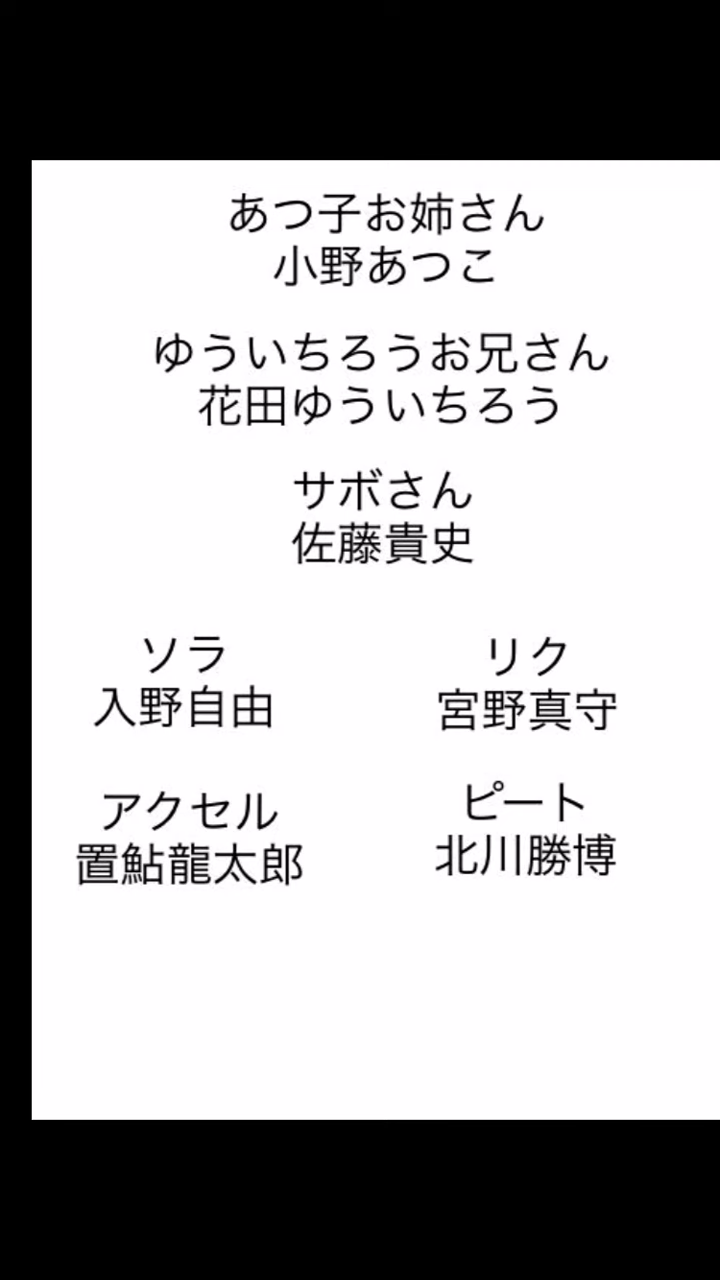 あつ子お姉さん
小野あつこ
ゆういちろうお兄さん
花田ゆういちろう
サボさん
佐藤貴史
ソラ
入野自由
リク
宮野真守
アクセル
置鮎龍太郎
ピート
北川勝博